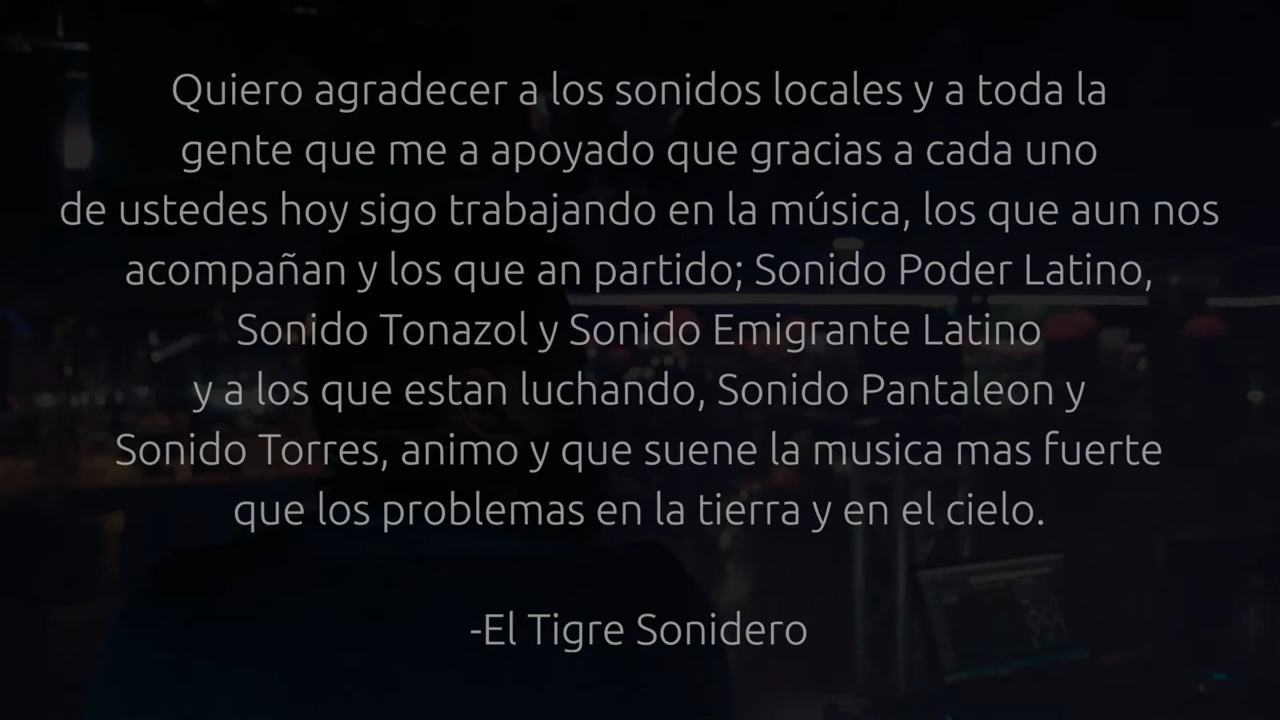 Quiero agradecer a los sonidos locales y a toda la
gente que me a apoyado que gracias a cada uno
de ustedes hoy sigo trabajando en la música, los que aun nos
acompañan y los que an partido; Sonido Poder Latino,
Sonido Tonazol y Sonido Emigrante Latino
y a los que estan luchando, Sonido Pantaleon y
Sonido Torres, animo y que suene la musica mas fuerte
que los problemas en la tierra y en el cielo.
-El Tigre Sonidero